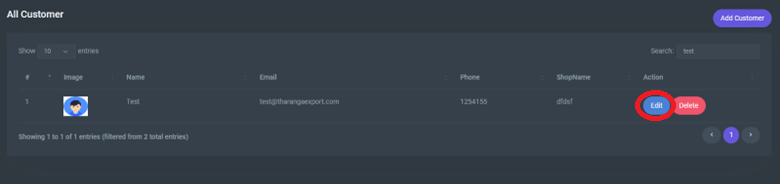 All Customer
Add Customer
Show 10 entries Search: test
# Image Name Email Phone ShopName Action
1 Test test@tharangaexport.com 1254155 dfdsf Edit Delete
Showing 1 to 1 of 1 entries (filtered from 2 total entries)
1